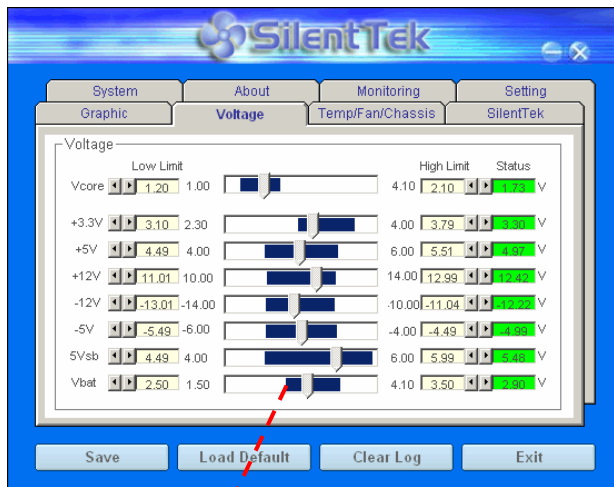 SilentTek
System About Monitoring Setting
Graphic Voltage Temp/Fan/Chassis SilentTek
Voltage
Low Limit High Limit Status
Vcore 1.20 1.00 4.10 2.10 1.73 V
+3.3V 3.10 2.30 4.00 3.79 3.30 V
+5V 4.49 4.00 6.00 5.51 4.97 V
+12V 11.01 10.00 14.00 12.99 12.42 V
-12V -13.01 -14.00 -10.00 -11.04 -12.22 V
-5V -5.49 -6.00 -4.00 -4.49 -4.99 V
5Vsb 4.49 4.00 6.00 5.99 5.48 V
Vbat 2.50 1.50 4.10 3.50 2.90 V
Save Load Default Clear Log Exit